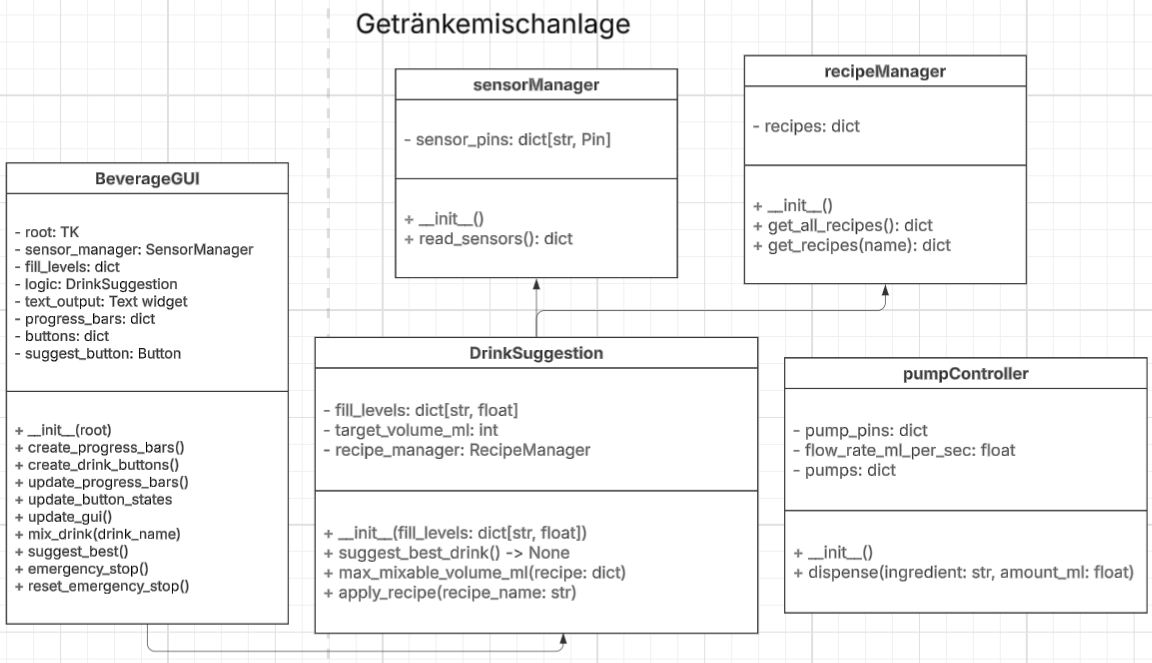 Getränkemischanlage
sensorManager
- sensor_pins: dict[str, Pin]
+ __init__()
+ read_sensors(): dict
recipeManager
- recipes: dict
+ __init__()
+ get_all_recipes(): dict
+ get_recipes(name): dict
BeverageGUI
- root: TK
- sensor_manager: SensorManager
- fill_levels: dict
- logic: DrinkSuggestion
- text_output: Text widget
- progress_bars: dict
- buttons: dict
- suggest_button: Button
+ __init__(root)
+ create_progress_bars()
+ create_drink_buttons()
+ update_progress_bars()
+ update_button_states
+ update_gui()
+ mix_drink(drink_name)
+ suggest_best()
+ emergency_stop()
+ reset_emergency_stop()
DrinkSuggestion
- fill_levels: dict[str, float]
- target_volume_ml: int
- recipe_manager: RecipeManager
+ __init__(fill_levels: dict[str, float])
+ suggest_best_drink() -> None
+ max_mixable_volume_ml(recipe: dict)
+ apply_recipe(recipe_name: str)
pumpController
- pump_pins: dict
- flow_rate_ml_per_sec: float
- pumps: dict
+ __init__()
+ dispense(ingredient: str, amount_ml: float)